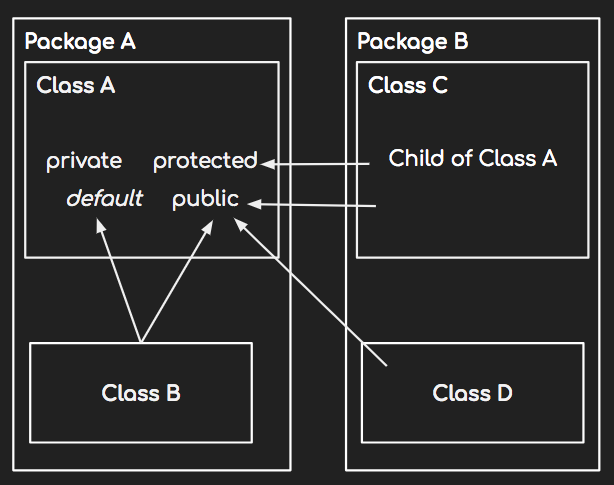 Package A
Class A
private protected
default public
Class B
Package B
Class C
Child of Class A
Class D